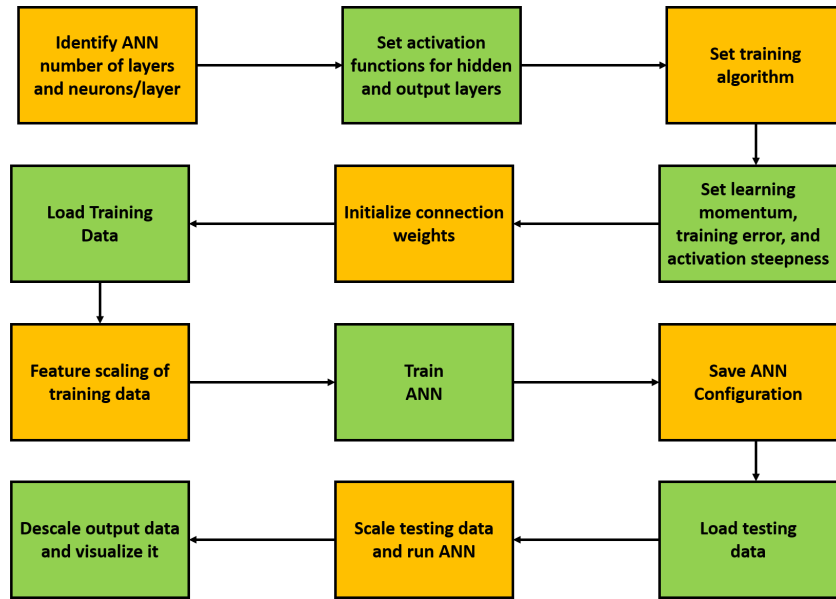 Identify ANN
number of layers
and neurons/layer
Set activation
functions for hidden
and output layers
Set training
algorithm
Set learning
momentum,
training error, and
activation steepness
Initialize connection
weights
Load Training
Data
Feature scaling of
training data
Train
ANN
Save ANN
Configuration
Load testing
data
Scale testing data
and run ANN
Descale output data
and visualize it